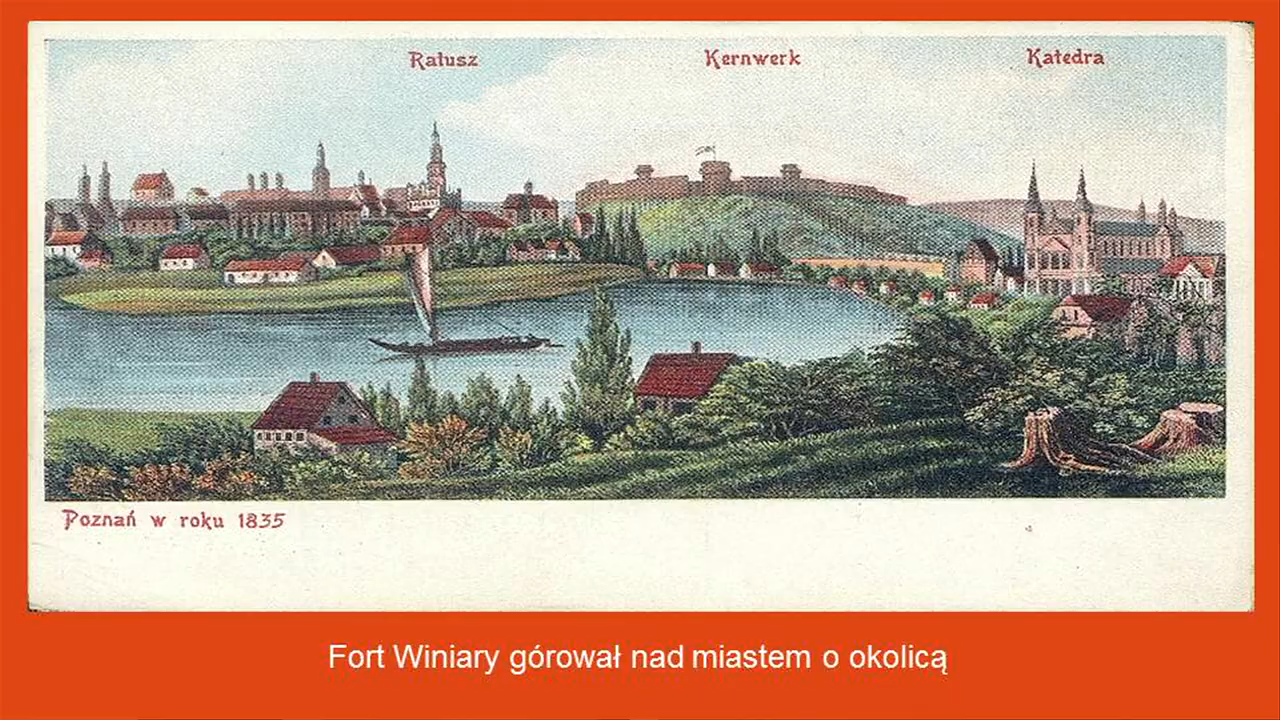 Ratusz Kernwerk Katedra
Poznań w roku 1835
Fort Winiary górował nad miastem o okolicą